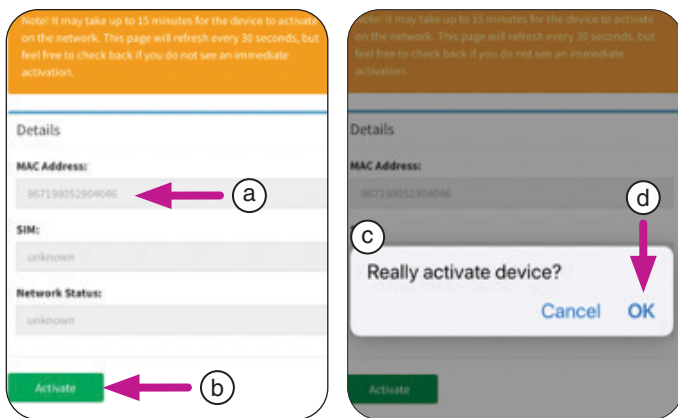 Note! It may take up to 15 minutes for the device to activate
on the network. This page will refresh every 30 seconds, but
feel free to check back if you do not see an immediate
activation.
Details
MAC Address:
867198052904046
a
SIM:
unknown
Network Status:
unknown
Activate
b
Note! It may take up to 15 minutes for the device to activate
on the network. This page will refresh every 30 seconds, but
feel free to check back if you do not see an immediate
activation.
Details
MAC Address:
867198052904046
d
c
Really activate device?
Cancel OK
Activate